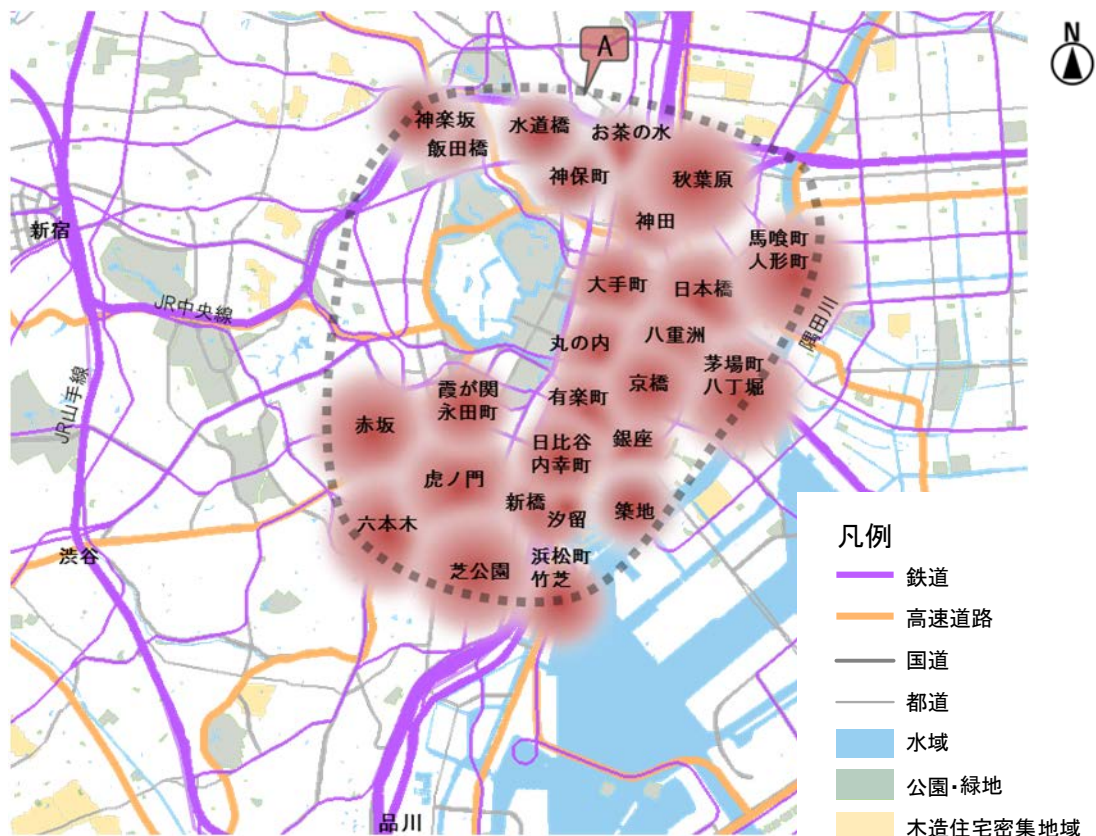 A
N
神楽坂
飯田橋
水道橋
お茶の水
神保町
秋葉原
神田
新宿
馬喰町
人形町
大手町
日本橋
JR中央線
隅田川
丸の内
八重洲
茅場町
八丁堀
霞が関
永田町
有楽町
京橋
JR山手線
赤坂
日比谷
内幸町
銀座
虎ノ門
新橋
汐留
築地
六本木
渋谷
芝公園
浜松町
竹芝
品川
凡例
鉄道
高速道路
国道
都道
水域
公園・緑地
木造住宅密集地域